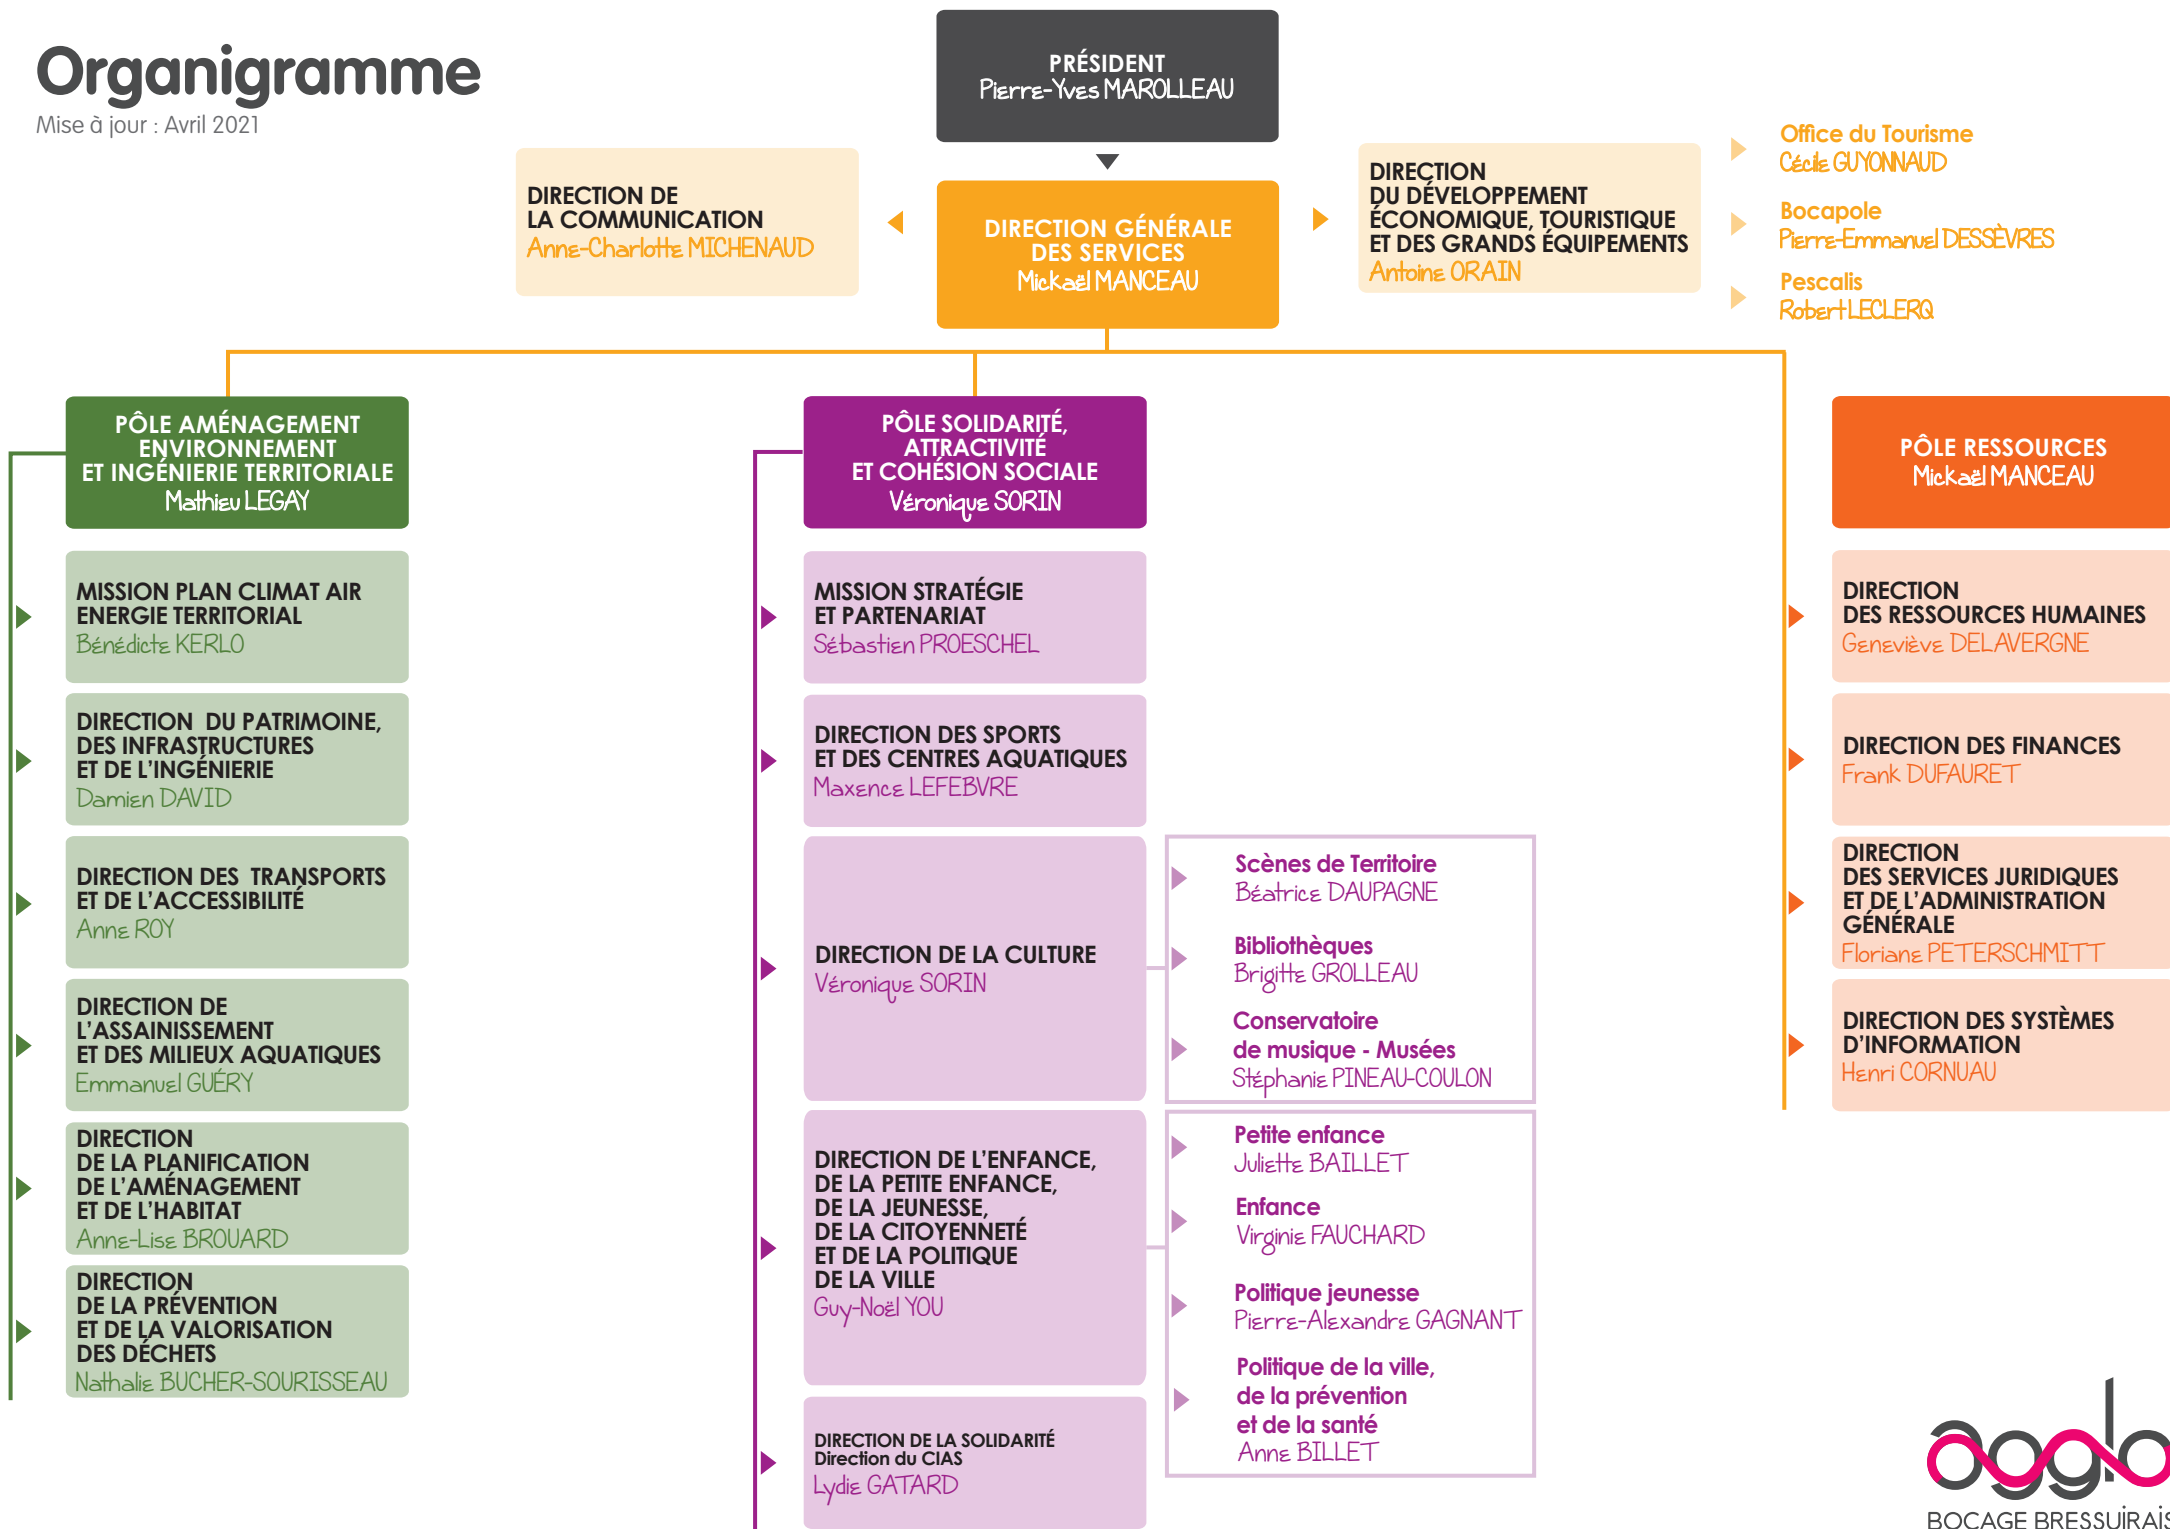 Organigramme
Mise à jour : Avril 2021
PRÉSIDENT
Pierre-Yves MAROLLEAU
DIRECTION DE
LA COMMUNICATION
Anne-Charlotte MICHENAUD
DIRECTION GÉNÉRALE
DES SERVICES
Mickaël MANCEAU
DIRECTION
DU DÉVELOPPEMENT
ÉCONOMIQUE, TOURISTIQUE
ET DES GRANDS ÉQUIPEMENTS
Antoine ORAIN
Office du Tourisme
Cécile GUYONNAUD
Bocapole
Pierre-Emmanuel DESSÈVRES
Pescalis
Robert LECLERQ
PÔLE AMÉNAGEMENT
ENVIRONNEMENT
ET INGÉNIERIE TERRITORIALE
Mathieu LEGAY
MISSION PLAN CLIMAT AIR
ENERGIE TERRITORIAL
Bénédicte KERLO
DIRECTION DU PATRIMOINE,
DES INFRASTRUCTURES
ET DE L'INGÉNIERIE
Damien DAVID
DIRECTION DES TRANSPORTS
ET DE L'ACCESSIBILITÉ
Anne ROY
DIRECTION DE
L'ASSAINISSEMENT
ET DES MILIEUX AQUATIQUES
Emmanuel GUÉRY
DIRECTION
DE LA PLANIFICATION
DE L'AMÉNAGEMENT
ET DE L'HABITAT
Anne-Lise BROUARD
DIRECTION
DE LA PRÉVENTION
ET DE LA VALORISATION
DES DÉCHETS
Nathalie BUCHER-SOURISSEAU
PÔLE SOLIDARITÉ,
ATTRACTIVITÉ
ET COHÉSION SOCIALE
Véronique SORIN
MISSION STRATÉGIE
ET PARTENARIAT
Sébastien PROESCHEL
DIRECTION DES SPORTS
ET DES CENTRES AQUATIQUES
Maxence LEFEBVRE
DIRECTION DE LA CULTURE
Véronique SORIN
Scènes de Territoire
Béatrice DAUPAGNE
Bibliothèques
Brigitte GROLLEAU
Conservatoire
de musique - Musées
Stéphanie PINEAU-COULON
DIRECTION DE L'ENFANCE,
DE LA PETITE ENFANCE,
DE LA JEUNESSE,
DE LA CITOYENNETÉ
ET DE LA POLITIQUE
DE LA VILLE
Guy-Noël YOU
Petite enfance
Juliette BAILLET
Enfance
Virginie FAUCHARD
Politique jeunesse
Pierre-Alexandre GAGNANT
Politique de la ville,
de la prévention
et de la santé
Anne BILLET
DIRECTION DE LA SOLIDARITÉ
Direction du CIAS
Lydie GATARD
PÔLE RESSOURCES
Mickaël MANCEAU
DIRECTION
DES RESSOURCES HUMAINES
Geneviève DELAVERGNE
DIRECTION DES FINANCES
Frank DUFAURET
DIRECTION
DES SERVICES JURIDIQUES
ET DE L'ADMINISTRATION
GÉNÉRALE
Floriane PETERSCHMITT
DIRECTION DES SYSTÈMES
D'INFORMATION
Henri CORNUAU
agglo
BOCAGE BRESSUIRAIS